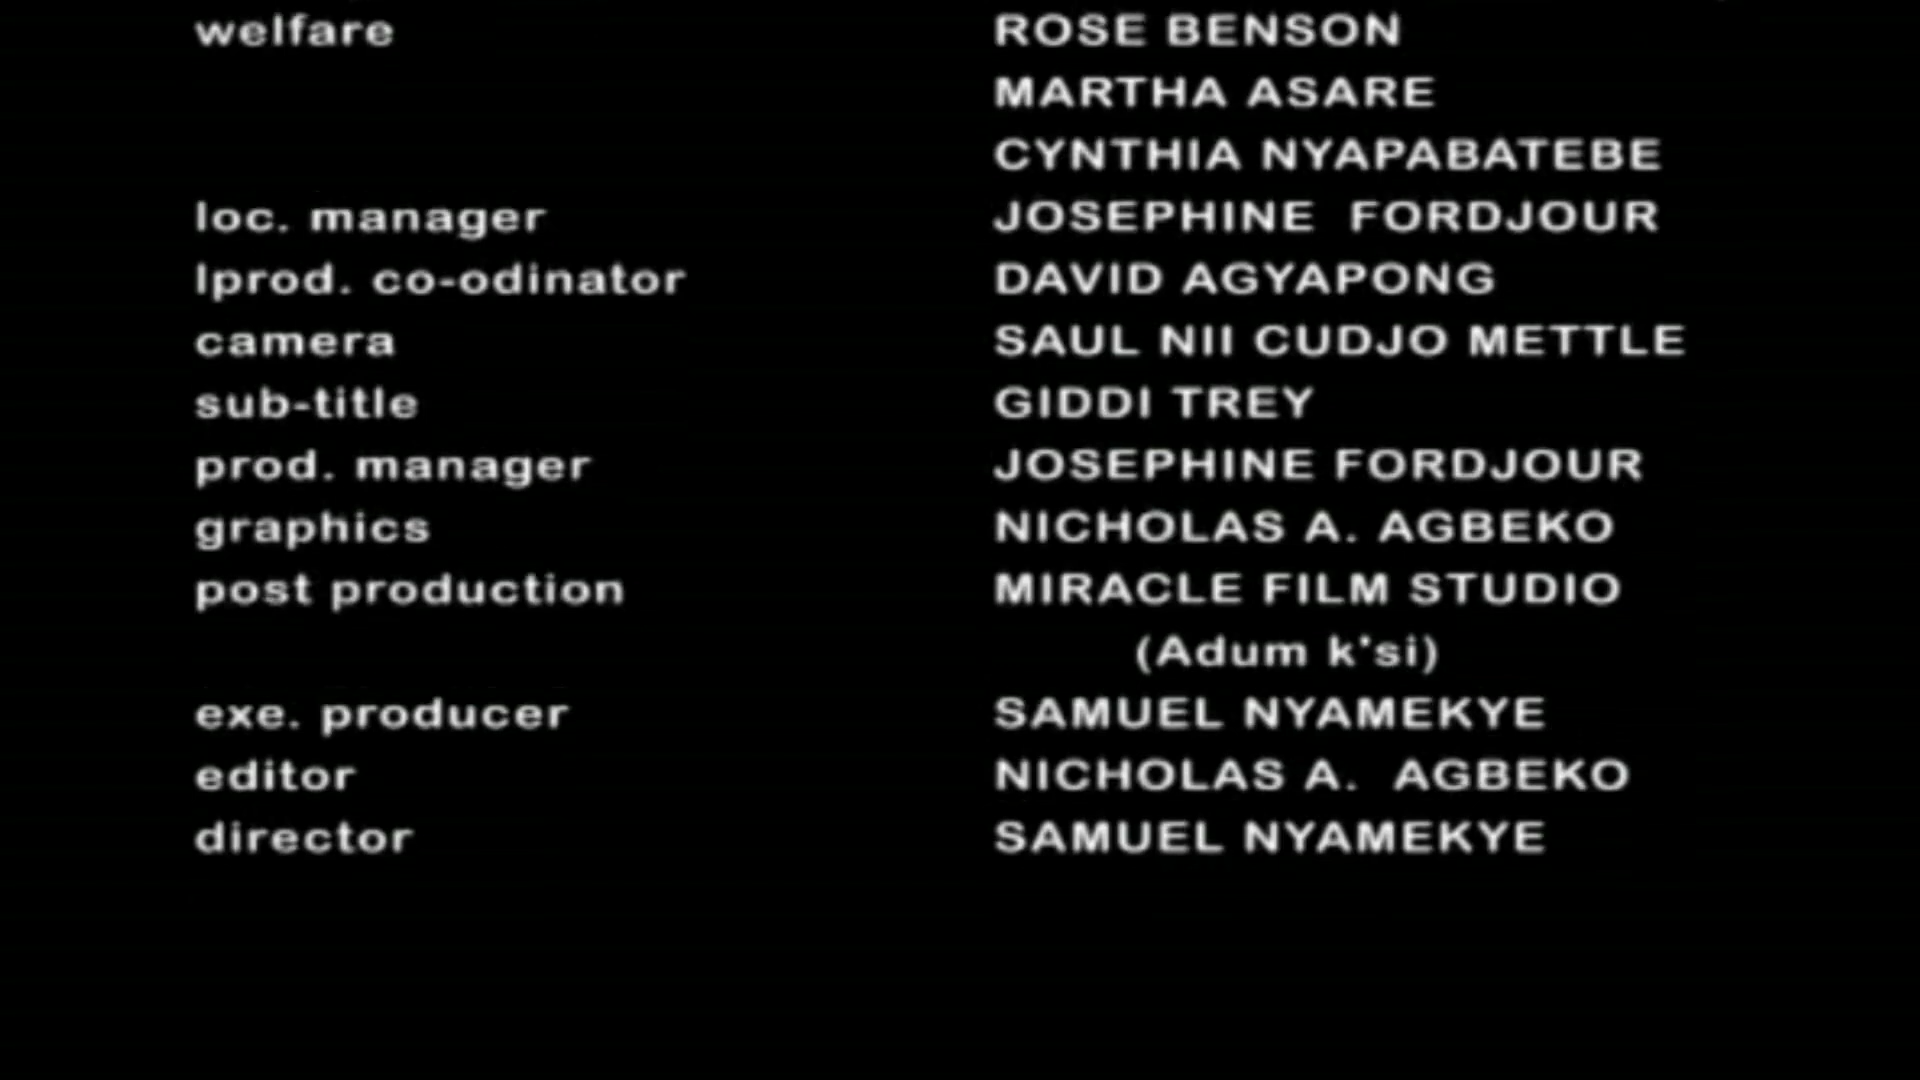 welfare ROSE BENSON
MARTHA ASARE
CYNTHIA NYAPABATEBE
loc. manager JOSEPHINE FORDJOUR
lprod. co-odinator DAVID AGYAPONG
camera SAUL NII CUDJO METTLE
sub-title GIDDI TREY
prod. manager JOSEPHINE FORDJOUR
graphics NICHOLAS A. AGBEKO
post production MIRACLE FILM STUDIO
(Adum k'si)
exe. producer SAMUEL NYAMEKYE
editor NICHOLAS A. AGBEKO
director SAMUEL NYAMEKYE